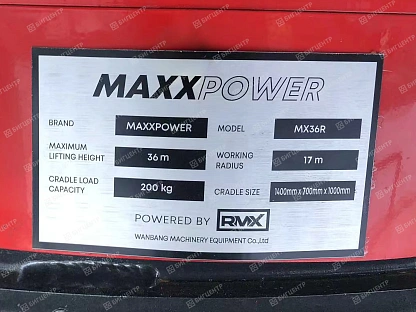 MAXXPOWER
BRAND MAXXPOWER MODEL MX36R
MAXIMUM LIFTING HEIGHT 36 m WORKING RADIUS 17 m
CRADLE LOAD CAPACITY 200 kg CRADLE SIZE 1400mm x 700mm x 1000mm
POWERED BY RMX
WANBANG MACHINERY EQUIPMENT Co.,Ltd
БИГЦЕНТР